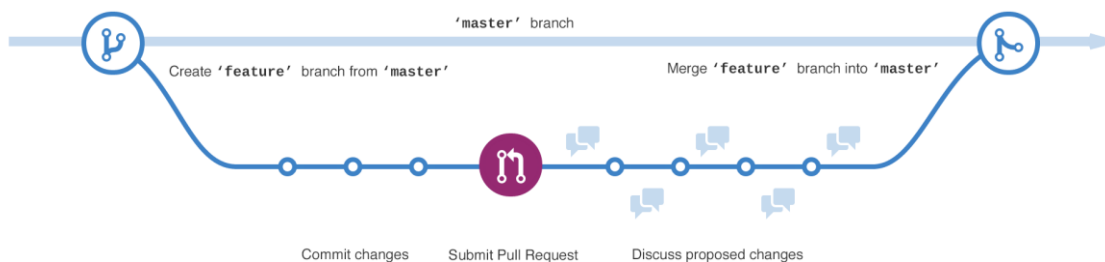 ‘master’ branch
Create ‘feature’ branch from ‘master’
Merge ‘feature’ branch into ‘master’
Commit changes
Submit Pull Request
Discuss proposed changes